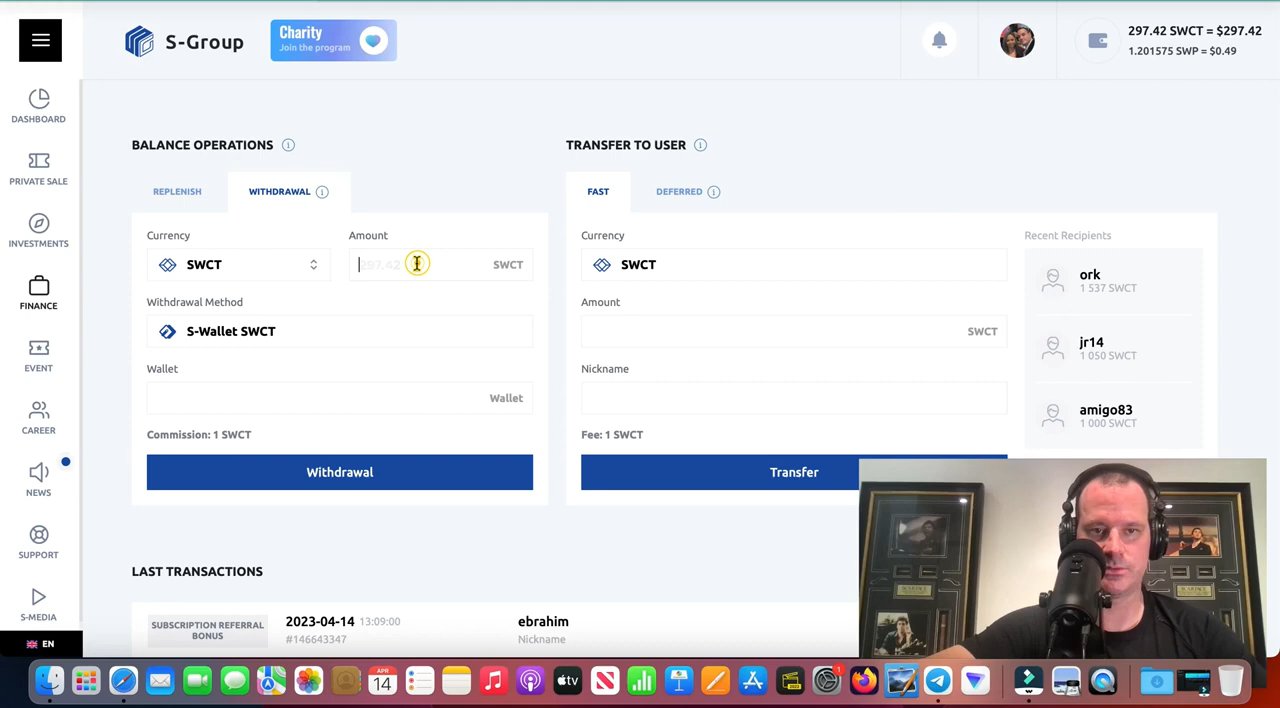 S-Group
Charity
Join the program
297.42 SWCT = $297.42
1.201575 SWP = $0.49
DASHBOARD
PRIVATE SALE
INVESTMENTS
FINANCE
EVENT
CAREER
NEWS
SUPPORT
S-MEDIA
EN
BALANCE OPERATIONS
REPLENISH
WITHDRAWAL
Currency
Amount
SWCT
297.42
SWCT
Withdrawal Method
S-Wallet SWCT
Wallet
Wallet
Commission: 1 SWCT
Withdrawal
TRANSFER TO USER
FAST
DEFERRED
Currency
SWCT
Amount
SWCT
Nickname
Fee: 1 SWCT
Transfer
Recent Recipients
ork
1 537 SWCT
jr14
1 050 SWCT
amigo83
1 000 SWCT
LAST TRANSACTIONS
SUBSCRIPTION REFERRAL
BONUS
2023-04-14 13:09:00
#146643347
ebrahim
Nickname
APR
14
tv
1